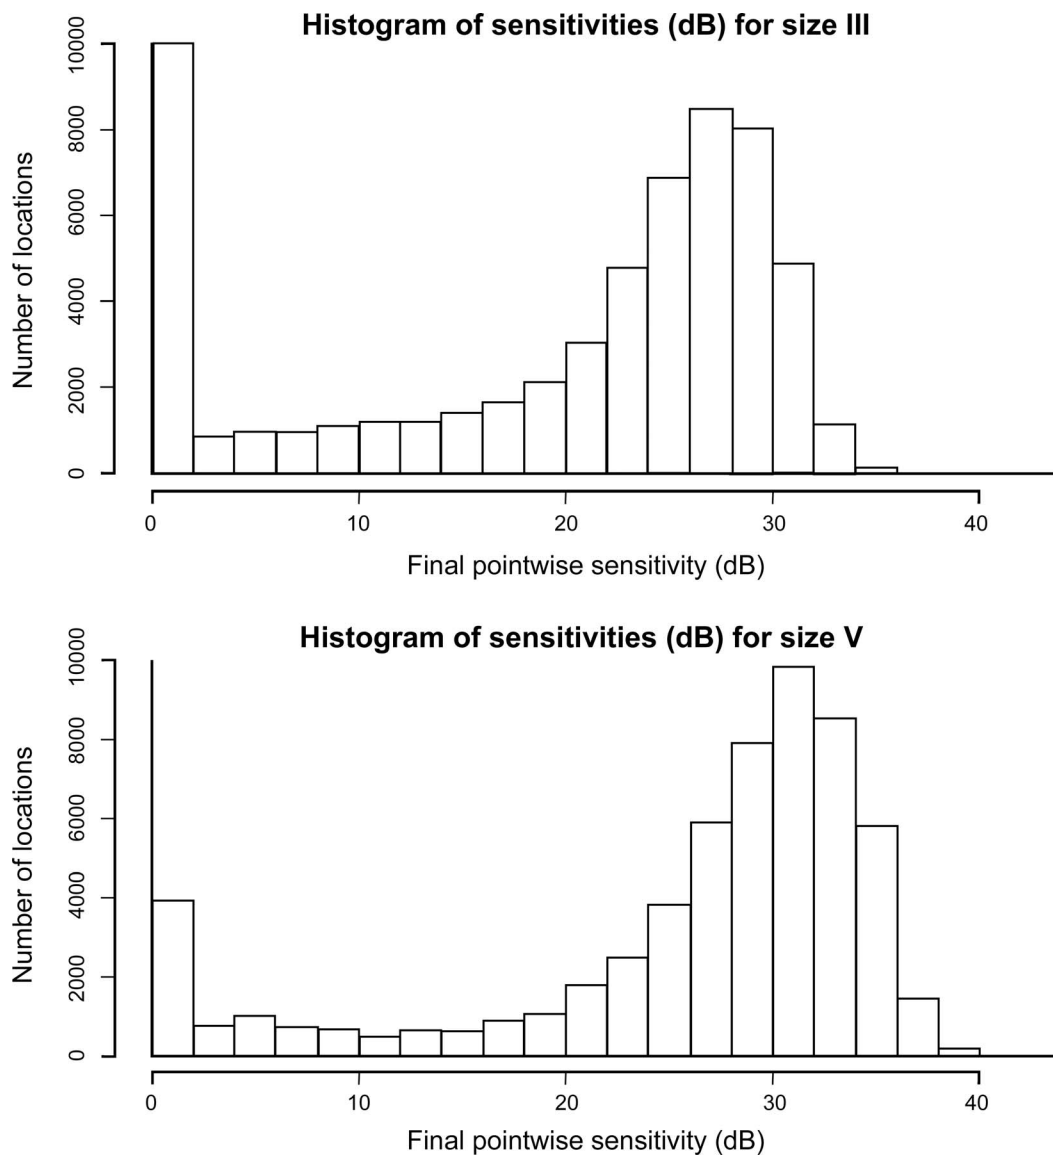 Histogram of sensitivities (dB) for size III
Number of locations
10000
8000
6000
4000
2000
0
0 10 20 30 40
Final pointwise sensitivity (dB)
Histogram of sensitivities (dB) for size V
Number of locations
10000
8000
6000
4000
2000
0
0 10 20 30 40
Final pointwise sensitivity (dB)